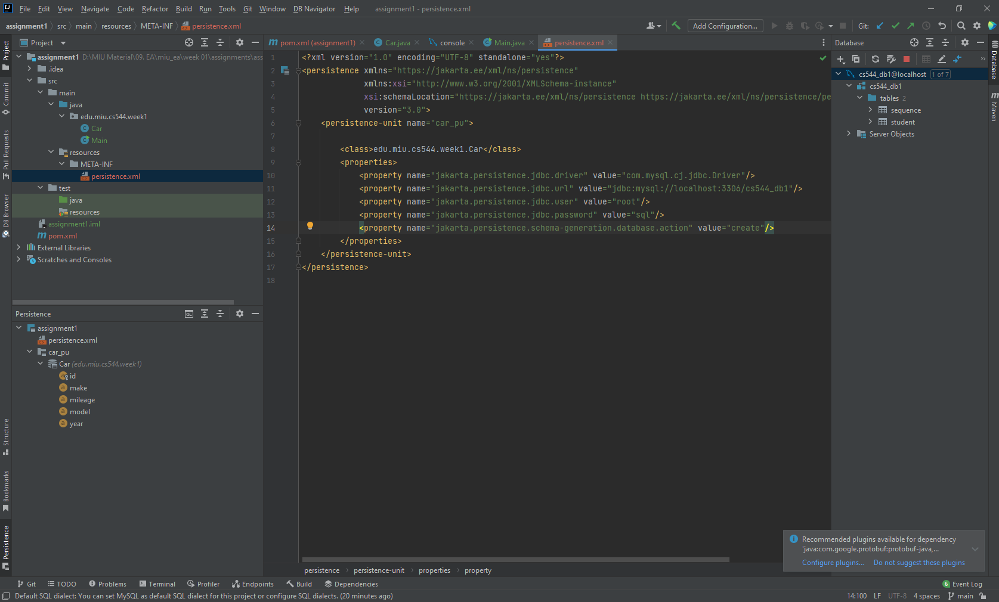 File Edit View Navigate Code Refactor Build Run Tools Git Window DB Navigator Help assignment1 - persistence.xml
assignment1 src main resources META-INF persistence.xml
Add Configuration... Git:
Project
assignment1 D:\MIU Material\09. EA\miu_ea\week 01\assignments\ass
.idea
src
main
java
edu.miu.cs544.week1
Car
Main
resources
META-INF
persistence.xml
test
java
resources
assignment1.iml
pom.xml
External Libraries
Scratches and Consoles
Persistence
assignment1
persistence.xml
car_pu
Car (edu.miu.cs544.week1)
id
make
mileage
model
year
Project
Commit
Pull Requests
DB Browser
Structure
Bookmarks
Persistence
pom.xml (assignment1) Car.java console Main.java persistence.xml
1 <?xml version="1.0" encoding="UTF-8" standalone="yes"?>
2 <persistence xmlns="https://jakarta.ee/xml/ns/persistence"
3 xmlns:xsi="http://www.w3.org/2001/XMLSchema-instance"
4 xsi:schemaLocation="https://jakarta.ee/xml/ns/persistence https://jakarta.ee/xml/ns/persistence/pe
5 version="3.0">
6 <persistence-unit name="car_pu">
7
8 <class>edu.miu.cs544.week1.Car</class>
9 <properties>
10 <property name="jakarta.persistence.jdbc.driver" value="com.mysql.cj.jdbc.Driver"/>
11 <property name="jakarta.persistence.jdbc.url" value="jdbc:mysql://localhost:3306/cs544_db1"/>
12 <property name="jakarta.persistence.jdbc.user" value="root"/>
13 <property name="jakarta.persistence.jdbc.password" value="sql"/>
14 <property name="jakarta.persistence.schema-generation.database.action" value="create"/>
15 </properties>
16 </persistence-unit>
17 </persistence>
18
persistence persistence-unit properties property
Database
cs544_db1@localhost 1 of 7
cs544_db1
tables 2
sequence
student
Server Objects
Database
Maven
Recommended plugins available for dependency
'java:com.google.protobuf:protobuf-java,...
Configure plugins... Do not suggest these plugins
Git TODO Problems Terminal Profiler Endpoints Build Dependencies 6 Event Log
Default SQL dialect: You can set MySQL as default SQL dialect for this project or configure SQL dialects. (20 minutes ago) 14:100 LF UTF-8 4 spaces main